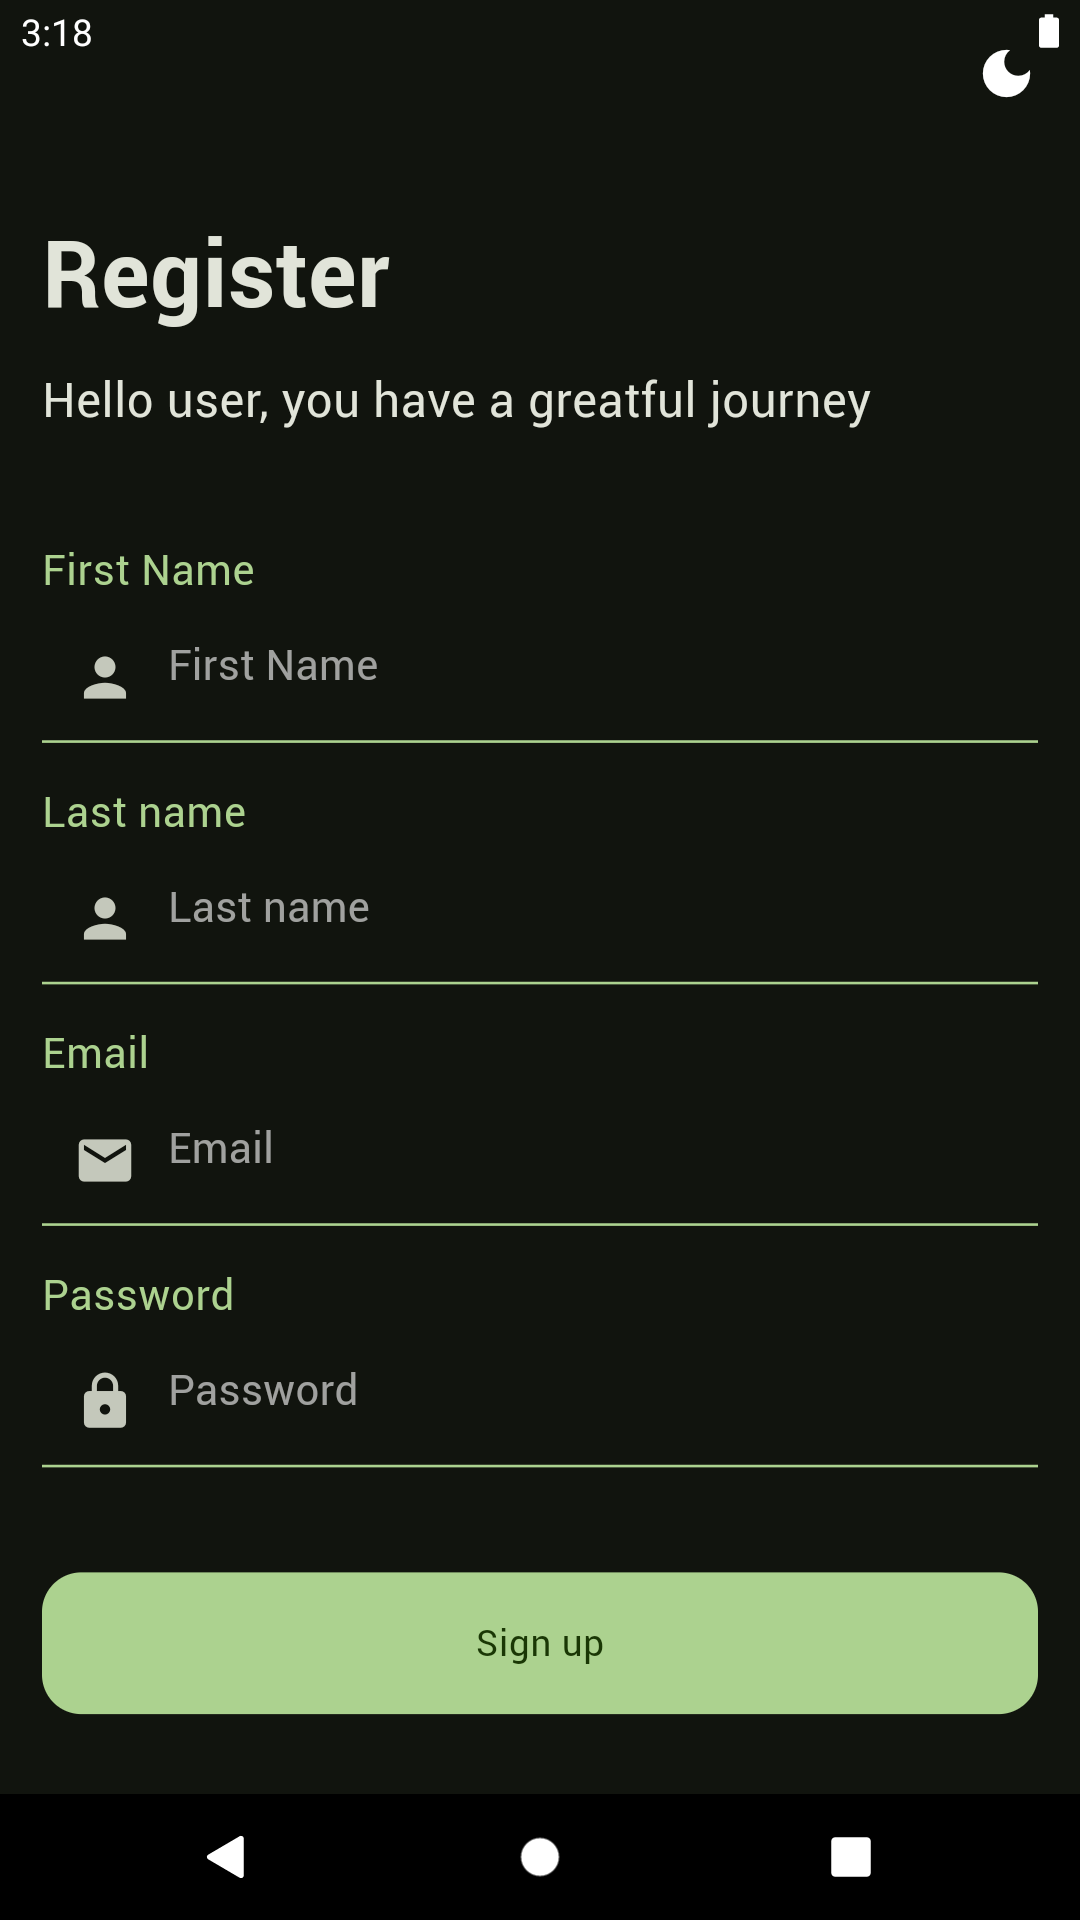 3:18
Register
Hello user, you have a greatful journey
First Name
First Name
Last name
Last name
Email
Email
Password
Password
Sign up